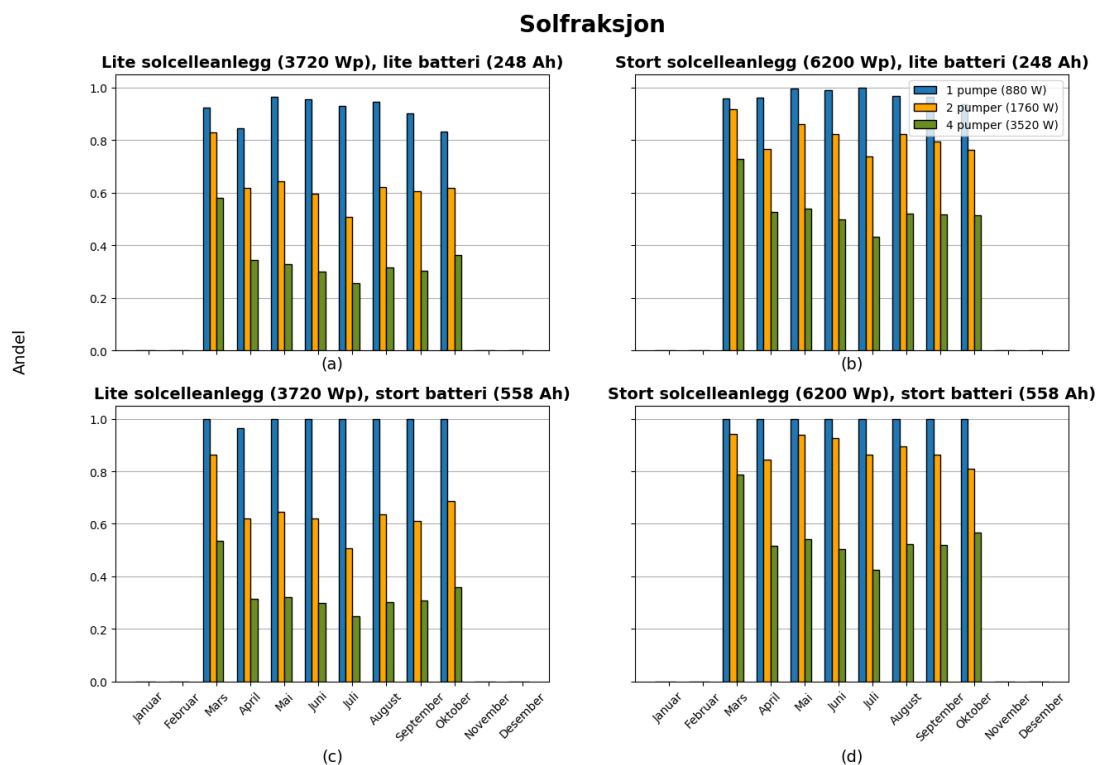 Solfraksjon
Lite solcelleanlegg (3720 Wp), lite batteri (248 Ah)
1.0
0.8
0.6
0.4
0.2
0.0
(a)
Stort solcelleanlegg (6200 Wp), lite batteri (248 Ah)
1 pumpe (880 W)
2 pumper (1760 W)
4 pumper (3520 W)
(b)
Andel
Lite solcelleanlegg (3720 Wp), stort batteri (558 Ah)
1.0
0.8
0.6
0.4
0.2
0.0
Januar
Februar
Mars
April
Mai
Juni
Juli
August
September
Oktober
November
Desember
(c)
Stort solcelleanlegg (6200 Wp), stort batteri (558 Ah)
Januar
Februar
Mars
April
Mai
Juni
Juli
August
September
Oktober
November
Desember
(d)